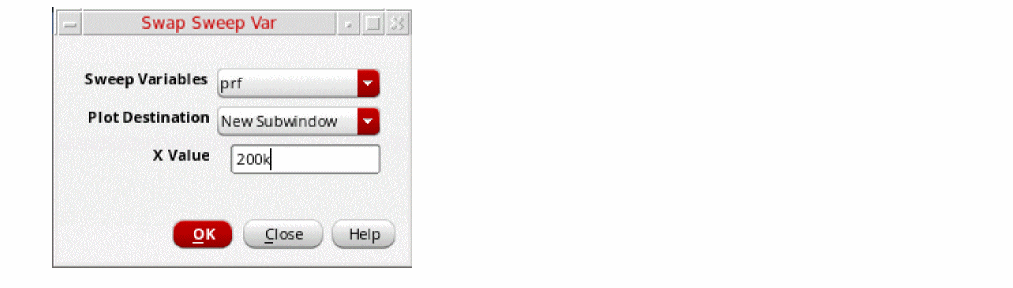 Swap Sweep Var
Sweep Variables prf
Plot Destination New Subwindow
X Value 200k
OK Close Help